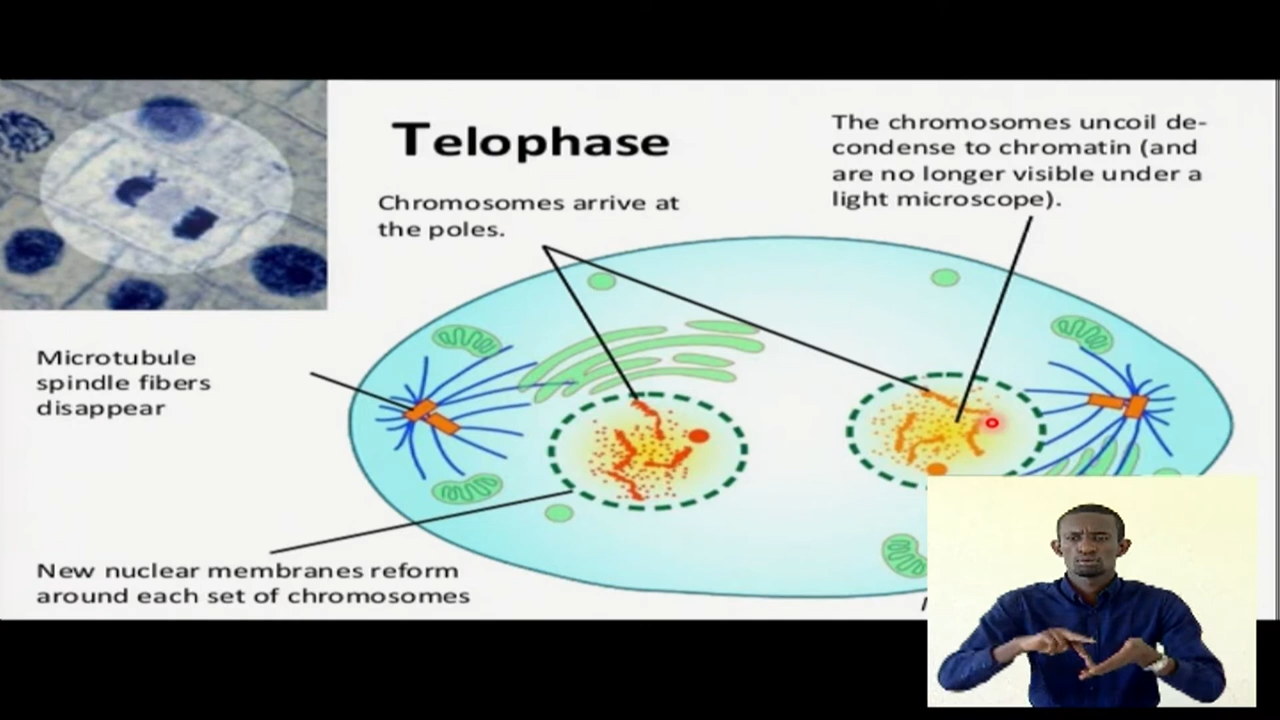 Telophase
Chromosomes arrive at
the poles.
The chromosomes uncoil de-
condense to chromatin (and
are no longer visible under a
light microscope).
Microtubule
spindle fibers
disappear
New nuclear membranes reform
around each set of chromosomes